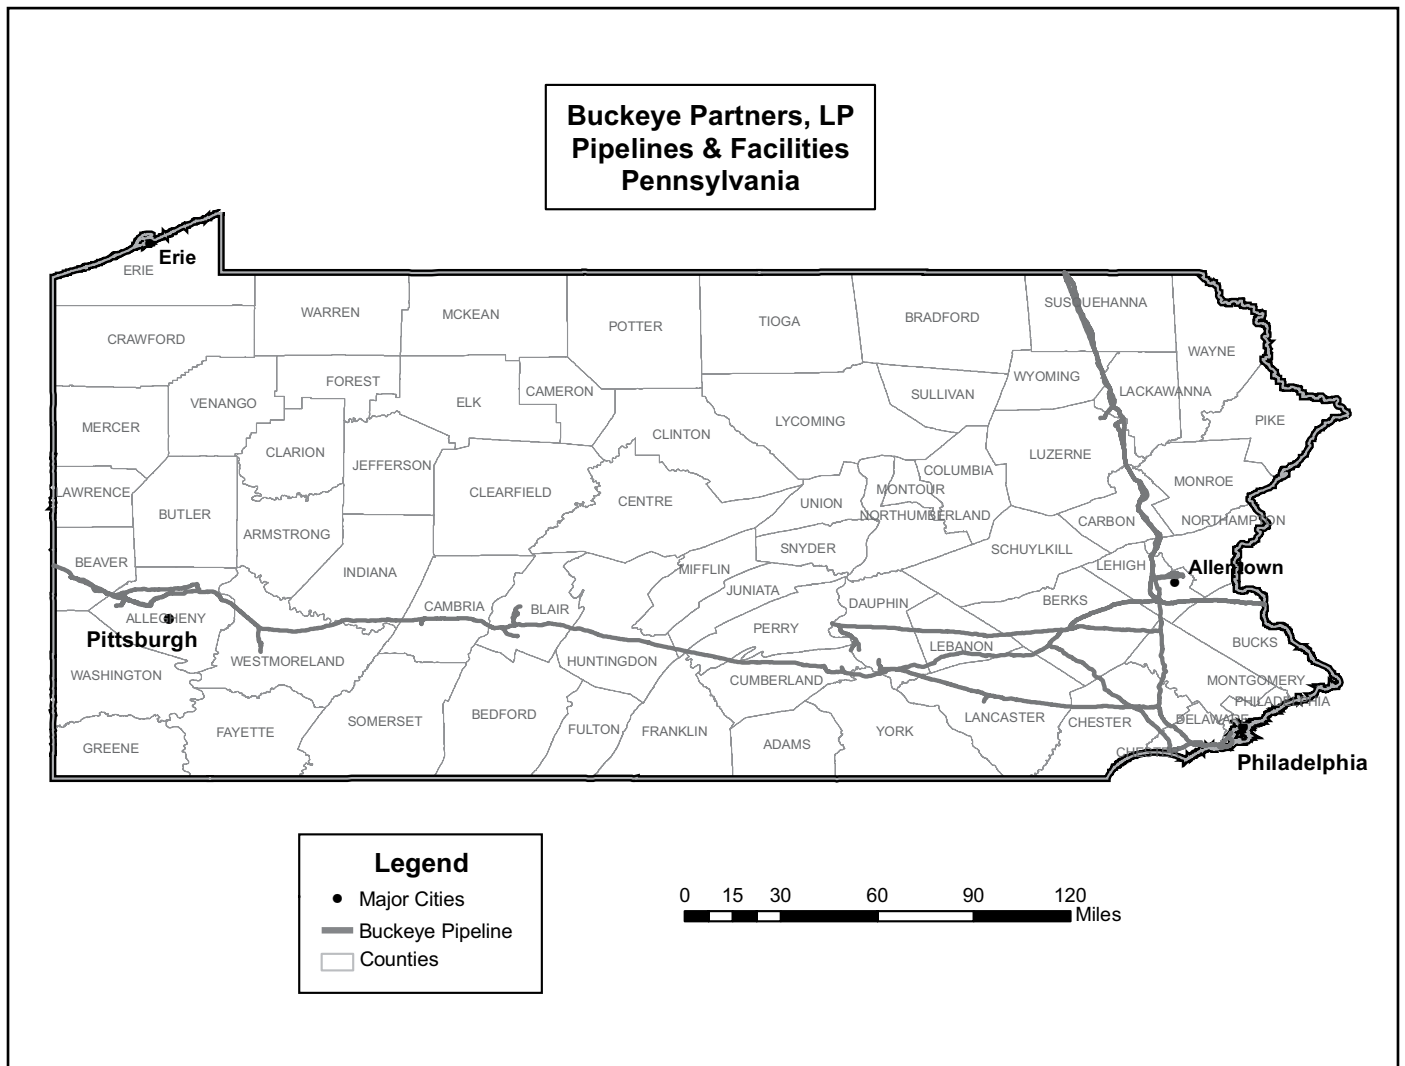 Buckeye Partners, LP
Pipelines & Facilities
Pennsylvania
Erie
ERIE
SUSQUEHANNA
WARREN
MCKEAN
TIOGA
BRADFORD
POTTER
CRAWFORD
WAYNE
FOREST
WYOMING
CAMERON
LACKAWANNA
SULLIVAN
VENANGO
ELK
LYCOMING
PIKE
MERCER
CLINTON
CLARION
LUZERNE
JEFFERSON
COLUMBIA
MONROE
LAWRENCE
CLEARFIELD
MONTOUR
CENTRE
UNION
BUTLER
NORTHUMBERLAND
CARBON
NORTHAMPTON
ARMSTRONG
SNYDER
SCHUYLKILL
BEAVER
LEHIGH
Allentown
MIFFLIN
INDIANA
JUNIATA
BERKS
DAUPHIN
CAMBRIA
BLAIR
ALLEGHENY
PERRY
Pittsburgh
BUCKS
LEBANON
WESTMORELAND
HUNTINGDON
WASHINGTON
CUMBERLAND
MONTGOMERY
PHILADELPHIA
BEDFORD
LANCASTER
SOMERSET
DELAWARE
CHESTER
FULTON
FRANKLIN
YORK
FAYETTE
ADAMS
GREENE
CHESTER
Philadelphia
Legend
Major Cities
Buckeye Pipeline
Counties
0 15 30 60 90 120
Miles